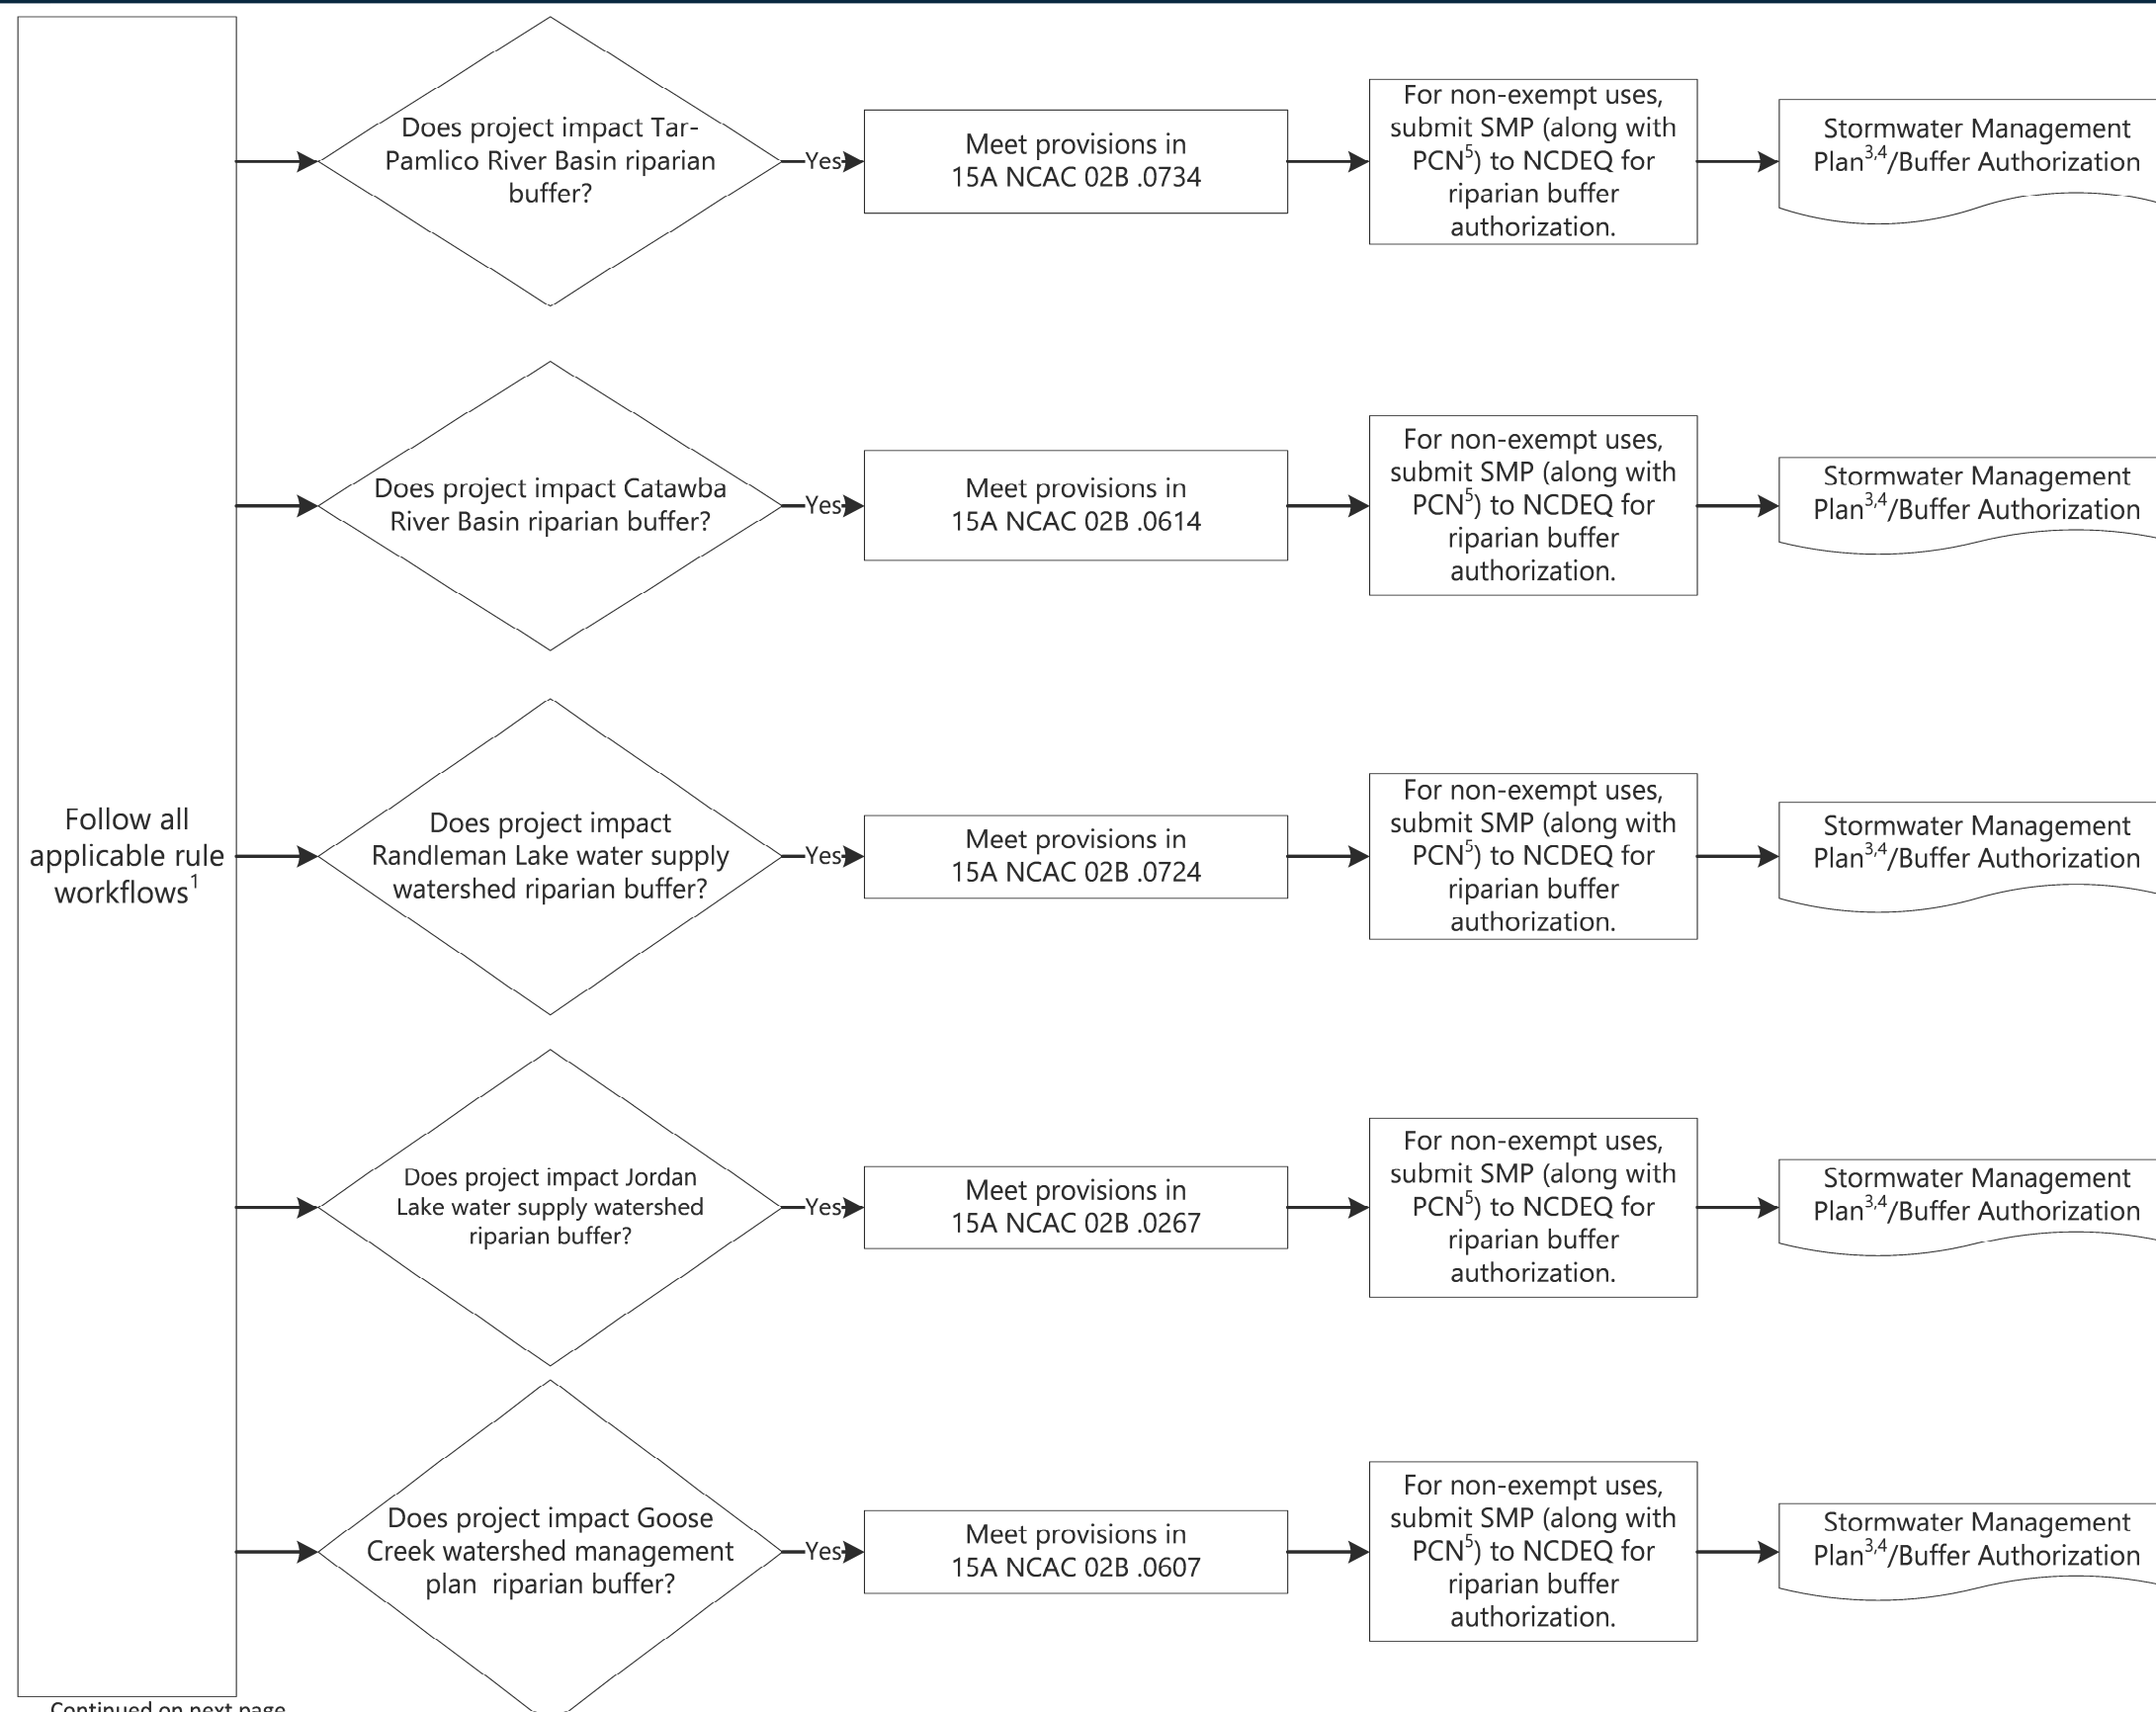 Follow all
applicable rule
workflows1
Does project impact Tar-
Pamlico River Basin riparian
buffer?
Yes
Meet provisions in
15A NCAC 02B .0734
For non-exempt uses,
submit SMP (along with
PCN5) to NCDEQ for
riparian buffer
authorization.
Stormwater Management
Plan3,4/Buffer Authorization
Does project impact Catawba
River Basin riparian buffer?
Yes
Meet provisions in
15A NCAC 02B .0614
For non-exempt uses,
submit SMP (along with
PCN5) to NCDEQ for
riparian buffer
authorization.
Stormwater Management
Plan3,4/Buffer Authorization
Does project impact
Randleman Lake water supply
watershed riparian buffer?
Yes
Meet provisions in
15A NCAC 02B .0724
For non-exempt uses,
submit SMP (along with
PCN5) to NCDEQ for
riparian buffer
authorization.
Stormwater Management
Plan3,4/Buffer Authorization
Does project impact Jordan
Lake water supply watershed
riparian buffer?
Yes
Meet provisions in
15A NCAC 02B .0267
For non-exempt uses,
submit SMP (along with
PCN5) to NCDEQ for
riparian buffer
authorization.
Stormwater Management
Plan3,4/Buffer Authorization
Does project impact Goose
Creek watershed management
plan riparian buffer?
Yes
Meet provisions in
15A NCAC 02B .0607
For non-exempt uses,
submit SMP (along with
PCN5) to NCDEQ for
riparian buffer
authorization.
Stormwater Management
Plan3,4/Buffer Authorization
Continued on next page